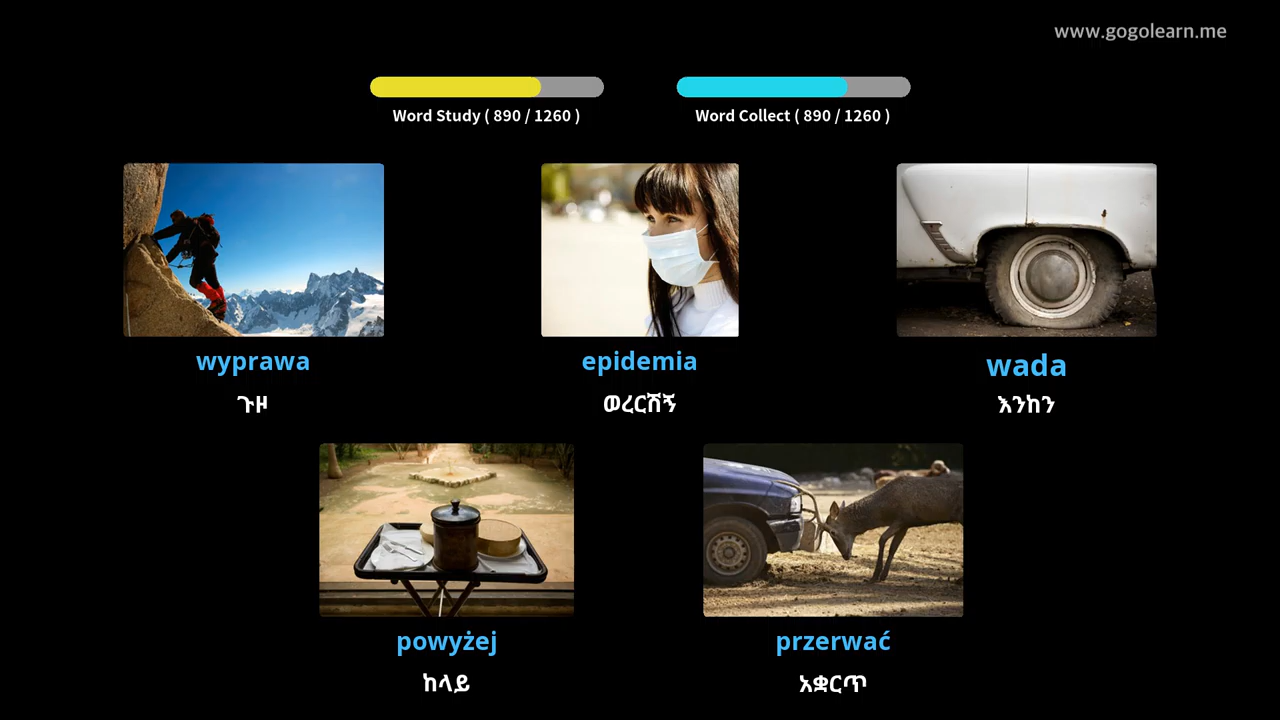 www.gogolearn.me
Word Study ( 890 / 1260 )
Word Collect ( 890 / 1260 )
wyprawa
ጉዞ
epidemia
ወረርሽኝ
wada
እንከን
powyżej
ከላይ
przerwać
አቋርጥ